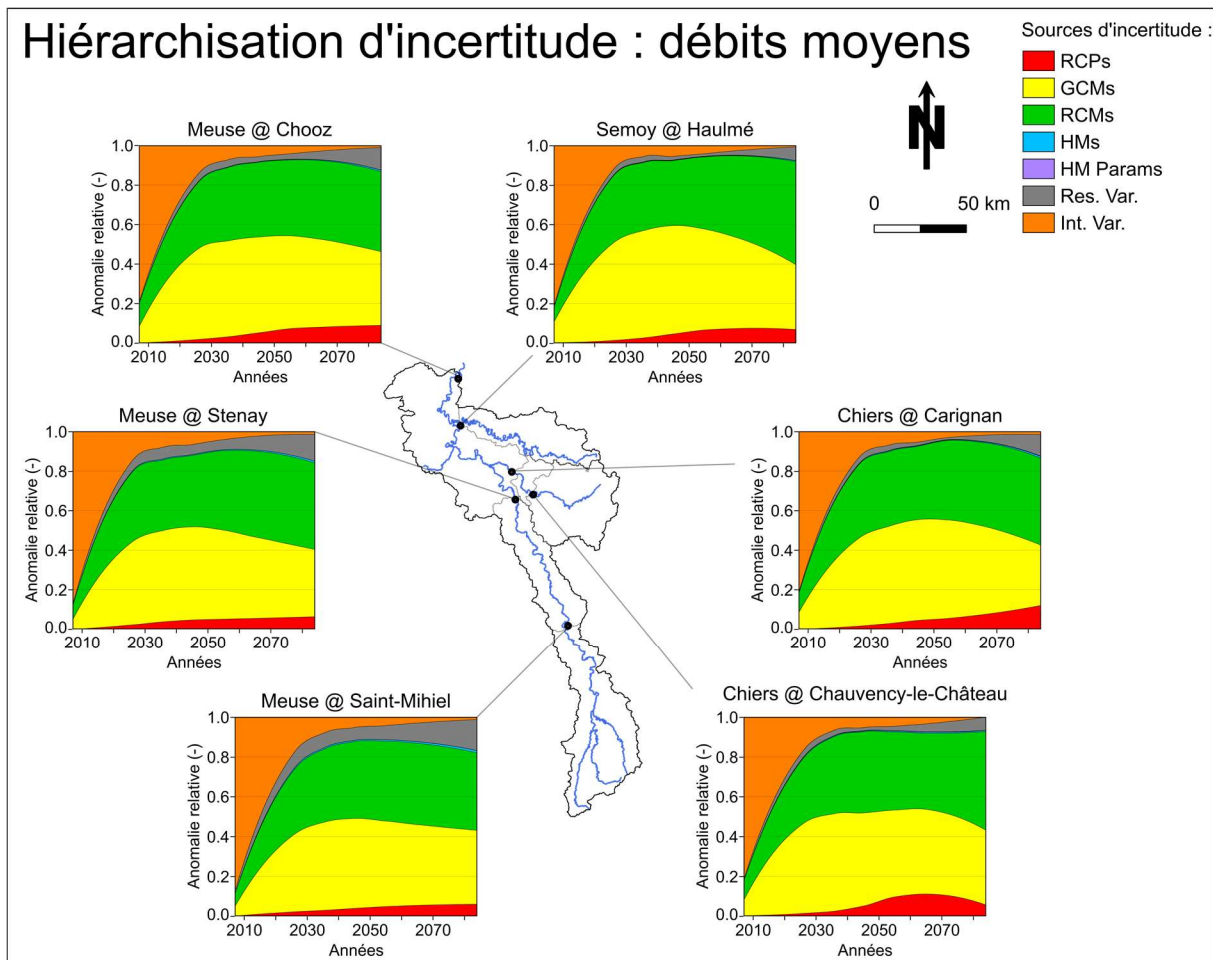 Hiérarchisation d'incertitude : débits moyens
Sources d'incertitude :
RCPs
GCMs
RCMs
HMs
HM Params
Res. Var.
Int. Var.
N
0 50 km
Meuse @ Chooz
Anomalie relative (-)
1.0
0.8
0.6
0.4
0.2
0.0
2010 2030 2050 2070
Années
Semoy @ Haulmé
Anomalie relative (-)
1.0
0.8
0.6
0.4
0.2
0.0
2010 2030 2050 2070
Années
Meuse @ Stenay
Anomalie relative (-)
1.0
0.8
0.6
0.4
0.2
0.0
2010 2030 2050 2070
Années
Chiers @ Carignan
Anomalie relative (-)
1.0
0.8
0.6
0.4
0.2
0.0
2010 2030 2050 2070
Années
Meuse @ Saint-Mihiel
Anomalie relative (-)
1.0
0.8
0.6
0.4
0.2
0.0
2010 2030 2050 2070
Années
Chiers @ Chauvency-le-Château
Anomalie relative (-)
1.0
0.8
0.6
0.4
0.2
0.0
2010 2030 2050 2070
Années